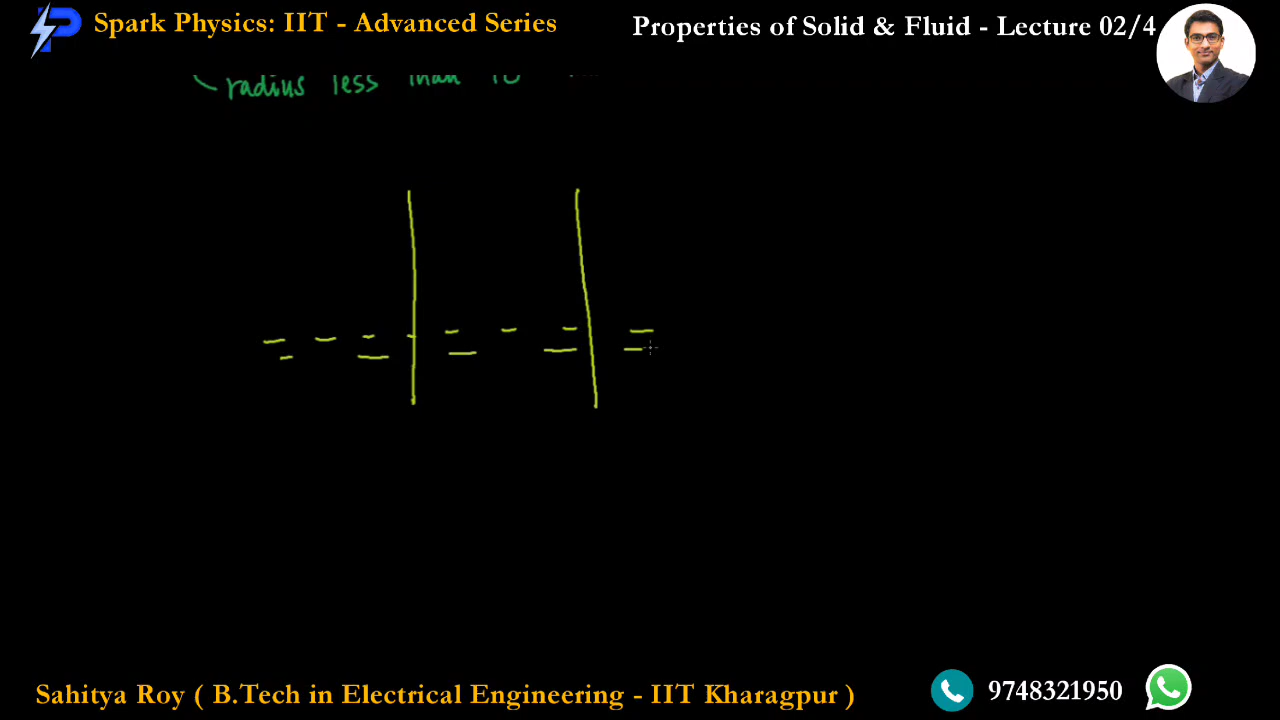 Spark Physics: IIT - Advanced Series
Properties of Solid & Fluid - Lecture 02/4
radius less than 10
Sahitya Roy ( B.Tech in Electrical Engineering - IIT Kharagpur )
9748321950